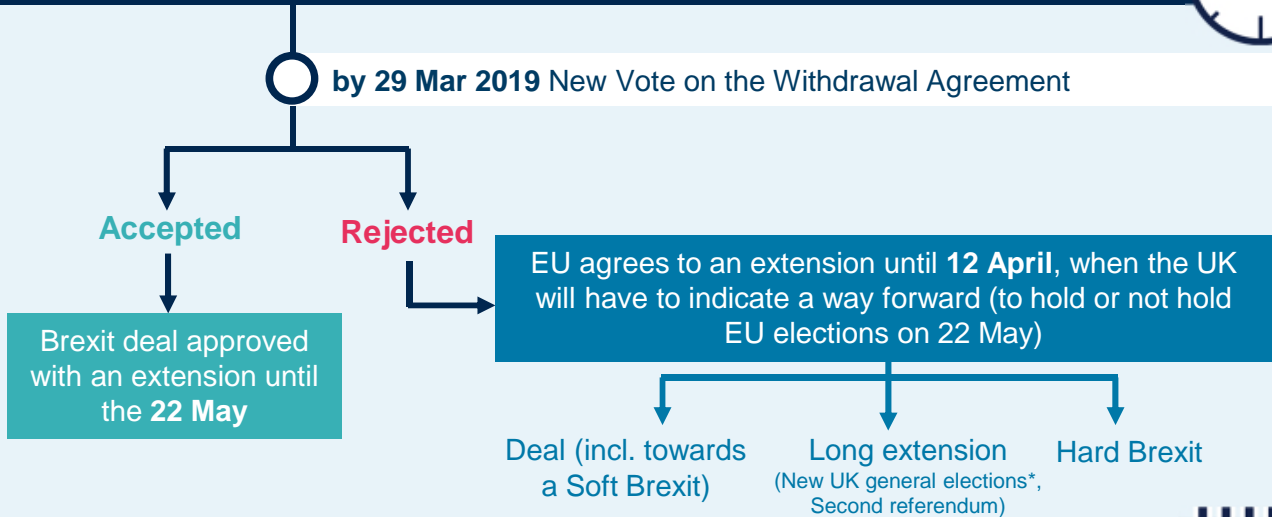 by 29 Mar 2019 New Vote on the Withdrawal Agreement
Accepted
Rejected
Brexit deal approved
with an extension until
the 22 May
EU agrees to an extension until 12 April, when the UK
will have to indicate a way forward (to hold or not hold
EU elections on 22 May)
Deal (incl. towards
a Soft Brexit)
Long extension
(New UK general elections*,
Second referendum)
Hard Brexit